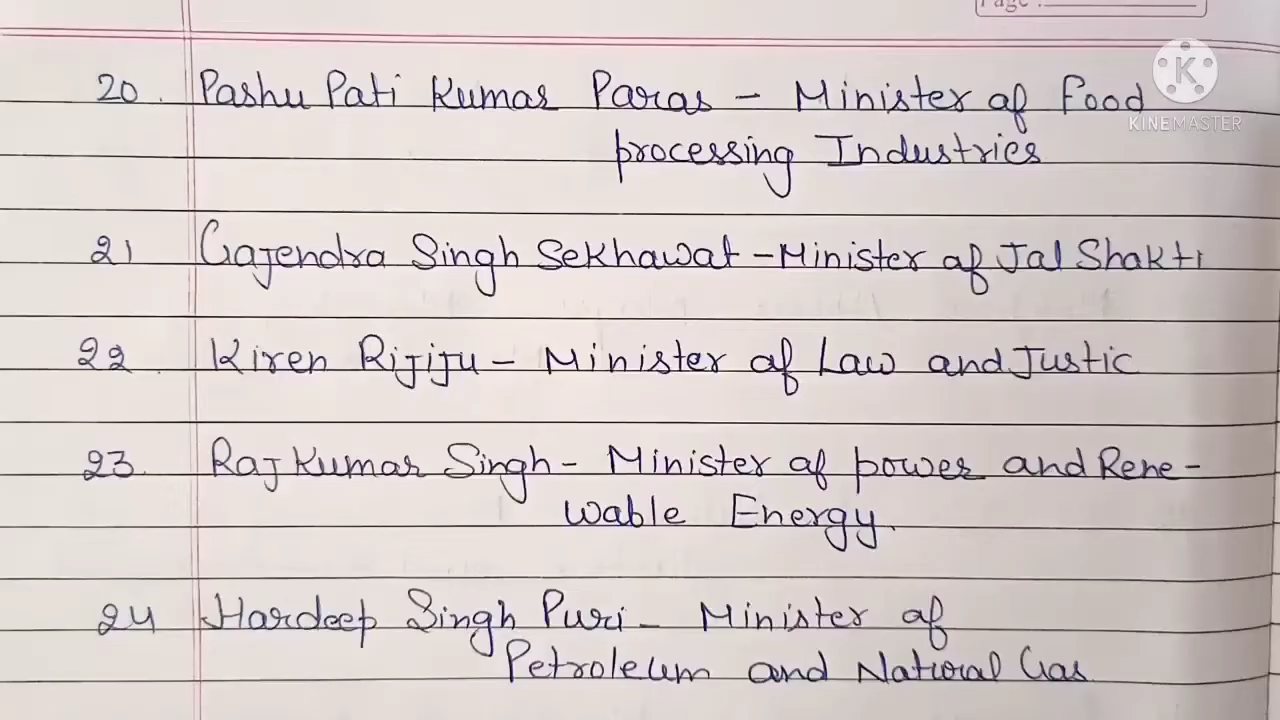 Page :
K
KINEMASTER
20. Pashu Pati Kumar Paras - Minister of Food
processing Industries
21 Gajendra Singh Sekhawat - Minister of Jal Shakti
22. Kiren Rijiju - Minister of Law and Justic
23. Raj Kumar Singh - Minister of power and Rene-
wable Energy.
24 Hardeep Singh Puri - Minister of
Petroleum and Natural Gas